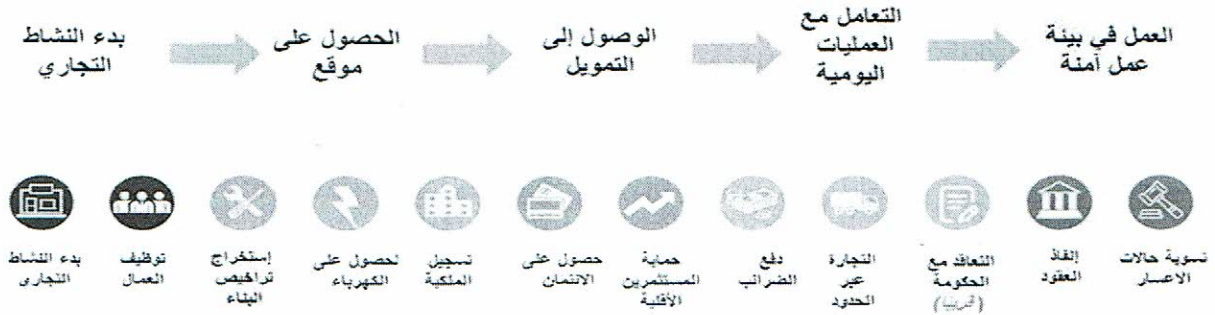 بدء النشاط
التجاري
الحصول على
موقع
الوصول إلى
التمويل
التعامل مع
العمليات
اليومية
العمل في بيئة
عمل آمنة
بدء النشاط
التجاري
توظيف
العمال
إستخراج
تراخيص
البناء
لحصول على
الكهرباء
تسجيل
الملكية
حصول على
الائتمان
حماية
المستثمرين
الأقلية
دفع
الضرائب
التجارة
عبر
الحدود
التعاقد مع
الحكومة
(قريبا)
إنفاذ
العقود
تسوية حالات
الاعسار